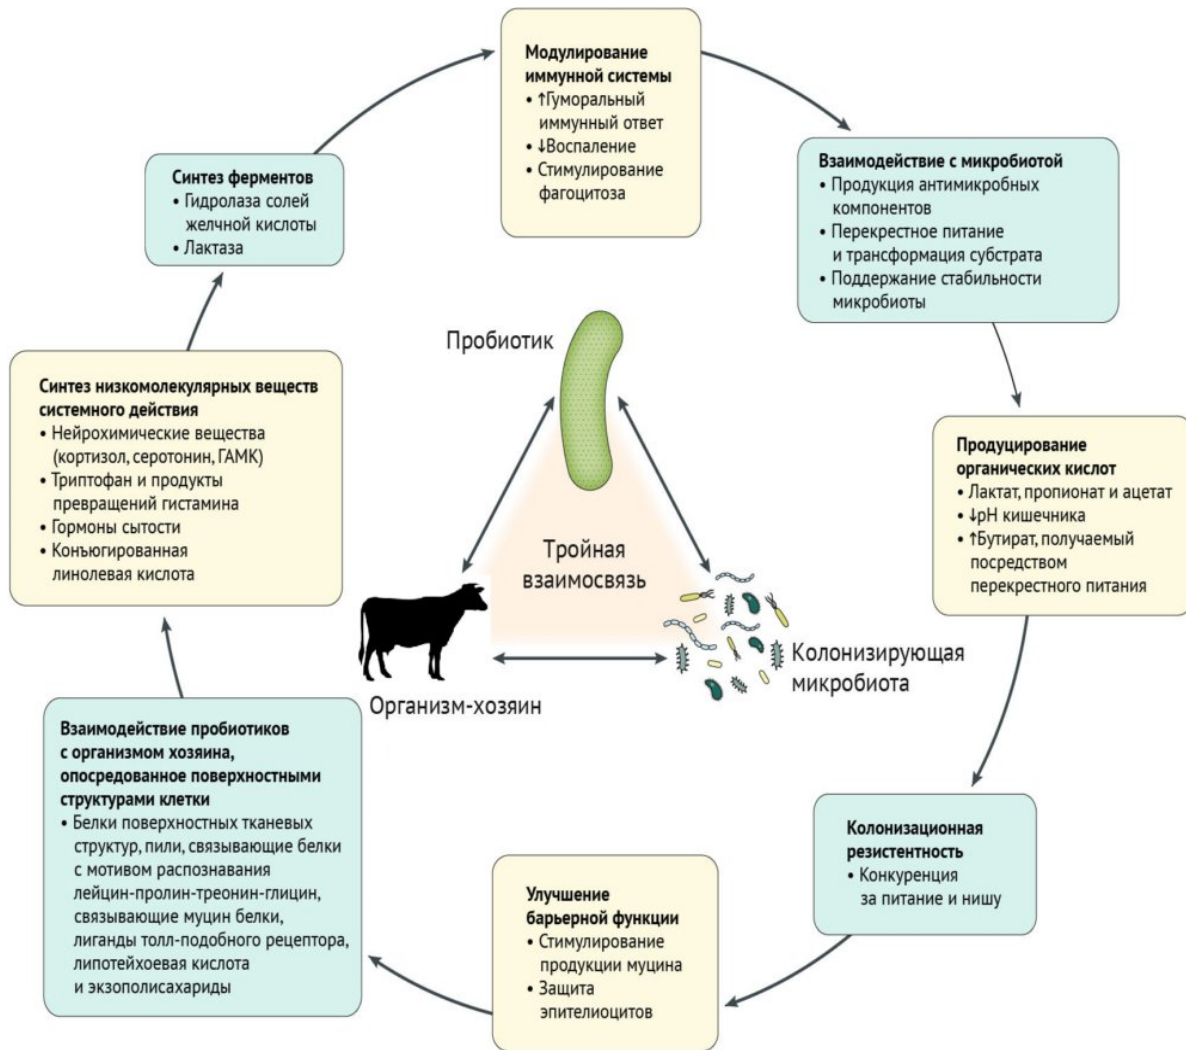 Модулирование
иммунной системы
• ↑Гуморальный
иммунный ответ
• ↓Воспаление
• Стимулирование
фагоцитоза
Взаимодействие с микробиотой
• Продукция антимикробных
компонентов
• Перекрестное питание
и трансформация субстрата
• Поддержание стабильности
микробиоты
Продуцирование
органических кислот
• Лактат, пропионат и ацетат
• ↓pH кишечника
• ↑Бутират, получаемый
посредством
перекрестного питания
Колонизационная
резистентность
• Конкуренция
за питание и нишу
Улучшение
барьерной функции
• Стимулирование
продукции муцина
• Защита
эпителиоцитов
Взаимодействие пробиотиков
с организмом хозяина,
опосредованное поверхностными
структурами клетки
• Белки поверхностных тканевых
структур, пили, связывающие белки
с мотивом распознавания
лейцин-пролин-треонин-глицин,
связывающие муцин белки,
лиганды толл-подобного рецептора,
липотейхоевая кислота
и экзополисахариды
Синтез низкомолекулярных веществ
системного действия
• Нейрохимические вещества
(кортизол, серотонин, ГАМК)
• Триптофан и продукты
превращений гистамина
• Гормоны сытости
• Конъюгированная
линолевая кислота
Синтез ферментов
• Гидролаза солей
желчной кислоты
• Лактаза
Пробиотик
Тройная
взаимосвязь
Организм-хозяин
Колонизирующая
микробиота